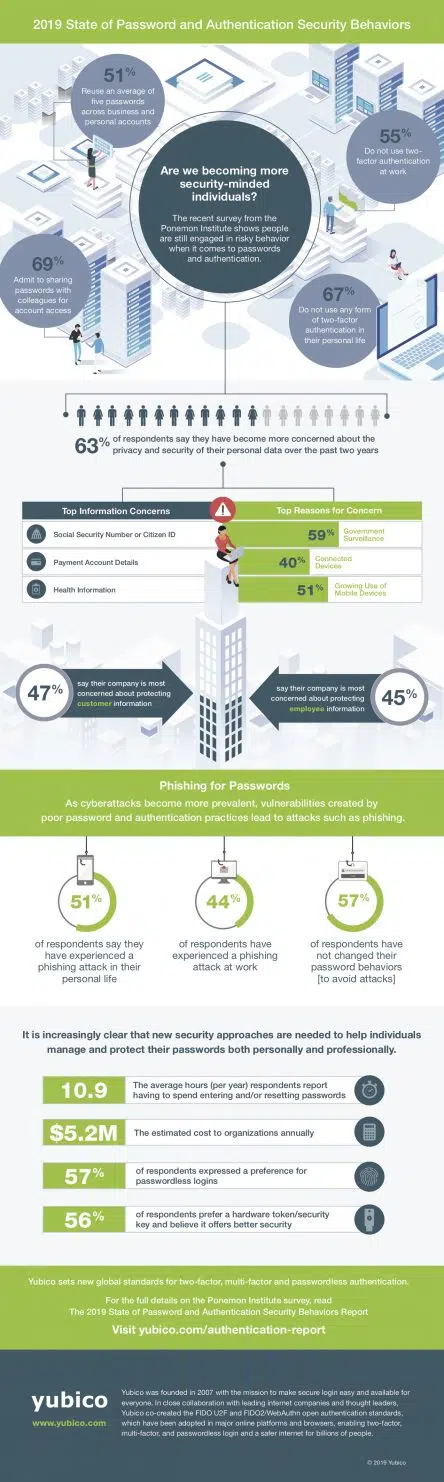 2019 State of Password and Authentication Security Behaviors
51%
Reuse an average of
five passwords
across business and
personal accounts
55%
Do not use two-
factor authentication
at work
Are we becoming more
security-minded
individuals?
The recent survey from the
Ponemon Institute shows people
are still engaged in risky behavior
when it comes to passwords
and authentication.
69%
Admit to sharing
passwords with
colleagues for
account access
67%
Do not use any form
of two-factor
authentication in
their personal life
63% of respondents say they have become more concerned about the
privacy and security of their personal data over the past two years
Top Information Concerns
Social Security Number or Citizen ID
Payment Account Details
Health Information
Top Reasons for Concern
59% Government
Surveillance
40% Connected
Devices
51% Growing Use of
Mobile Devices
47%
say their company is most
concerned about protecting
customer information
say their company is most
concerned about protecting
employee information
45%
Phishing for Passwords
As cyberattacks become more prevalent, vulnerabilities created by
poor password and authentication practices lead to attacks such as phishing.
51%
of respondents say they
have experienced a
phishing attack in their
personal life
44%
of respondents have
experienced a phishing
attack at work
57%
of respondents have
not changed their
password behaviors
[to avoid attacks]
It is increasingly clear that new security approaches are needed to help individuals
manage and protect their passwords both personally and professionally.
10.9
The average hours (per year) respondents report
having to spend entering and/or resetting passwords
$5.2M
The estimated cost to organizations annually
57%
of respondents expressed a preference for
passwordless logins
56%
of respondents prefer a hardware token/security
key and believe it offers better security
Yubico sets new global standards for two-factor, multi-factor and passwordless authentication.
For the full details on the Ponemon Institute survey, read
The 2019 State of Password and Authentication Security Behaviors Report
Visit yubico.com/authentication-report
yubico
www.yubico.com
Yubico was founded in 2007 with the mission to make secure login easy and available for
everyone. In close collaboration with leading internet companies and thought leaders,
Yubico co-created the FIDO U2F and FIDO2/WebAuthn open authentication standards,
which have been adopted in major online platforms and browsers, enabling two-factor,
multi-factor, and passwordless login and a safer internet for billions of people.
© 2019 Yubico